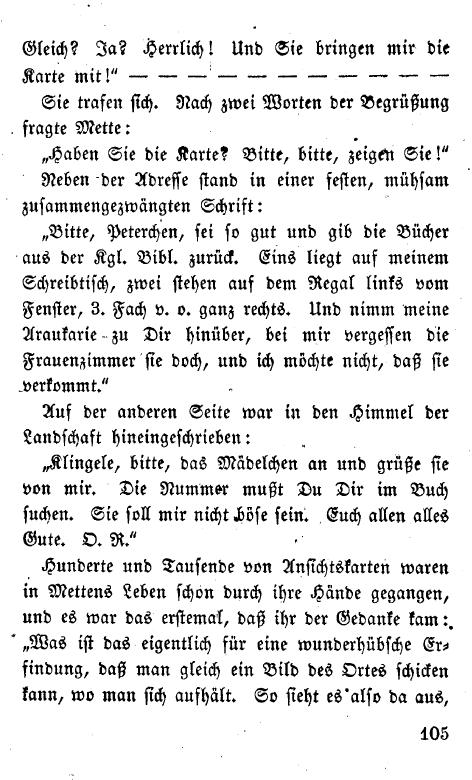 Gleich? Ja? Herrlich! Und Sie bringen mir die
Karte mit!“ — — — — — — — — — — —
Sie trafen sich. Nach zwei Worten der Begrüßung
fragte Mette:
„Haben Sie die Karte? Bitte, bitte, zeigen Sie!“
Neben der Adresse stand in einer festen, mühsam
zusammengezwängten Schrift:
„Bitte, Peterchen, sei so gut und gib die Bücher
aus der Kgl. Bibl. zurück. Eins liegt auf meinem
Schreibtisch, zwei stehen auf dem Regal links vom
Fenster, 3. Fach v. o. ganz rechts. Und nimm meine
Araukarie zu Dir hinüber, bei mir vergessen die
Frauenzimmer sie doch, und ich möchte nicht, daß sie
verkommt.“
Auf der anderen Seite war in den Himmel der
Landschaft hineingeschrieben:
„Klingele, bitte, das Mädelchen an und grüße sie
von mir. Die Nummer mußt Du Dir im Buch
suchen. Sie soll mir nicht böse sein. Euch allen alles
Gute. O. R.“
Hunderte und Tausende von Ansichtskarten waren
in Mettens Leben schon durch ihre Hände gegangen,
und es war das erstemal, daß ihr der Gedanke kam:
„Was ist das eigentlich für eine wunderhübsche Er-
findung, daß man gleich ein Bild des Ortes schicken
kann, wo man sich aufhält. So sieht es also da aus,
105